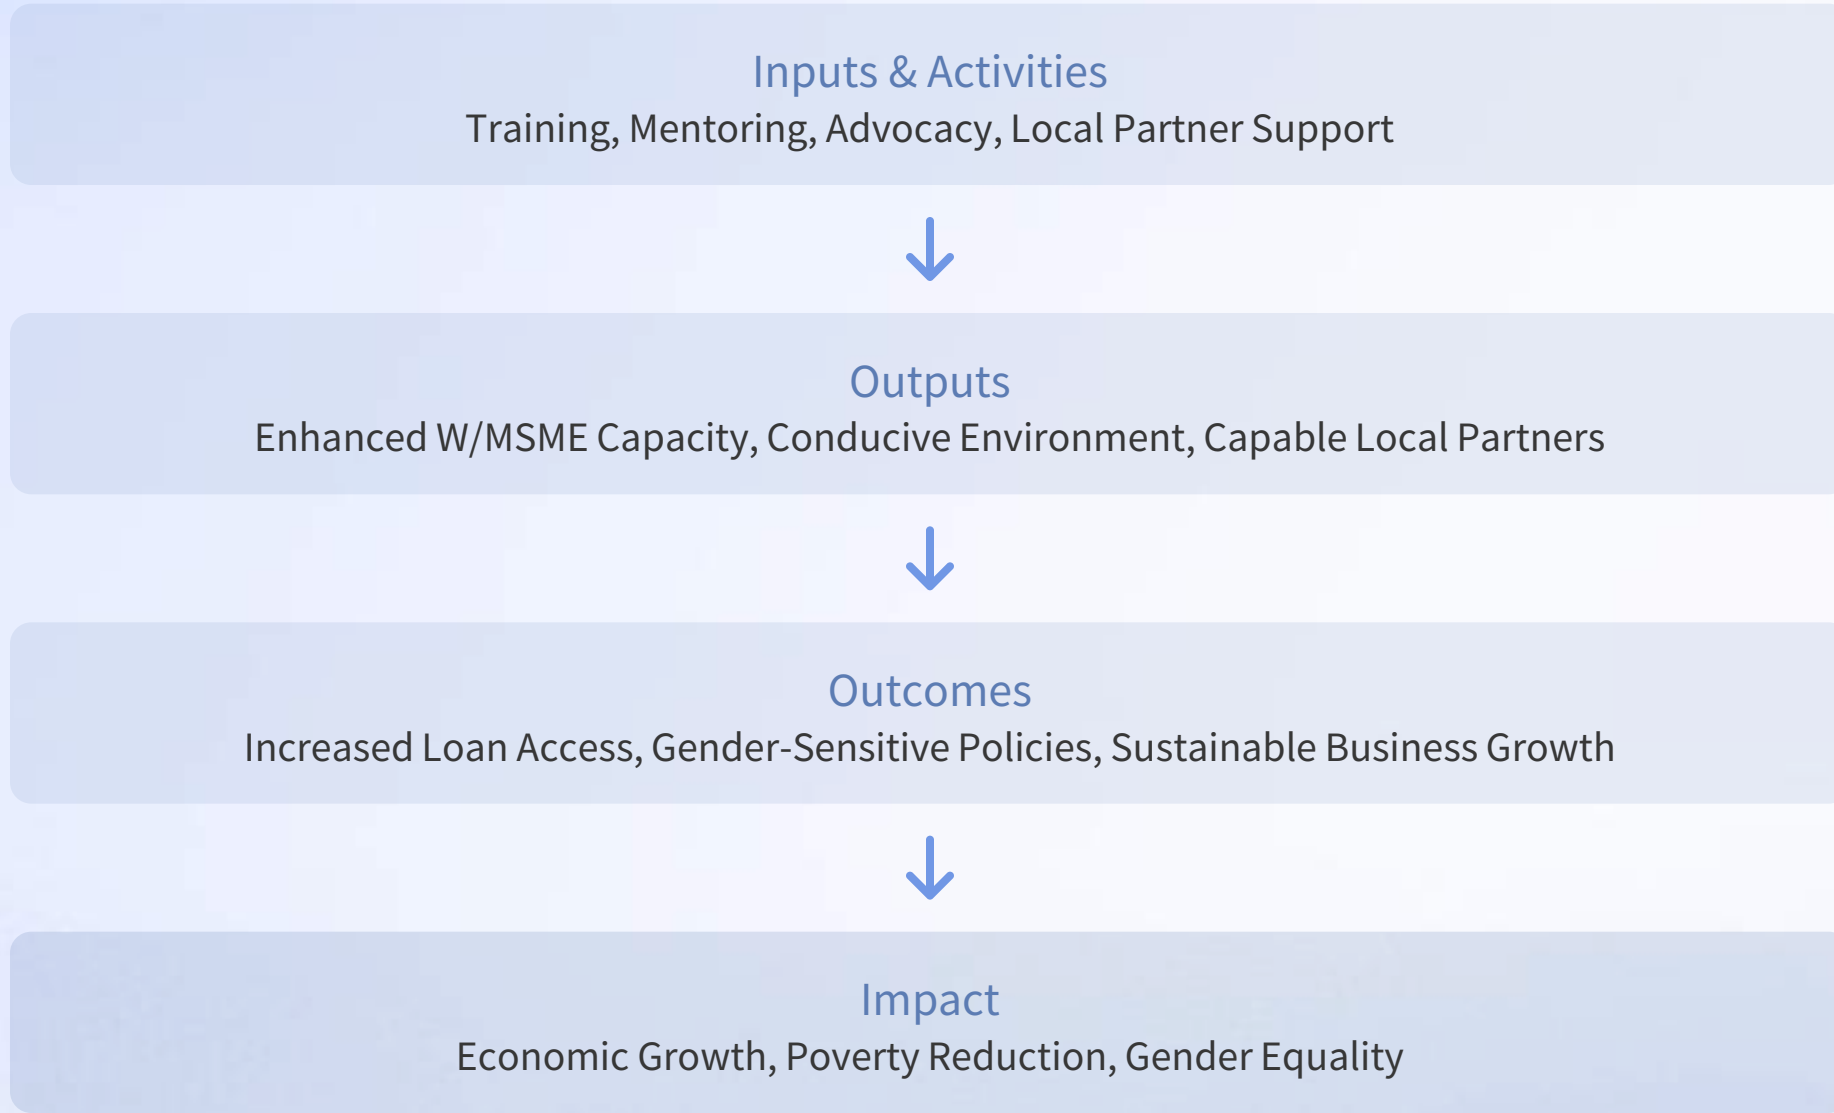 Inputs & Activities
Training, Mentoring, Advocacy, Local Partner Support
Outputs
Enhanced W/MSME Capacity, Conducive Environment, Capable Local Partners
Outcomes
Increased Loan Access, Gender-Sensitive Policies, Sustainable Business Growth
Impact
Economic Growth, Poverty Reduction, Gender Equality